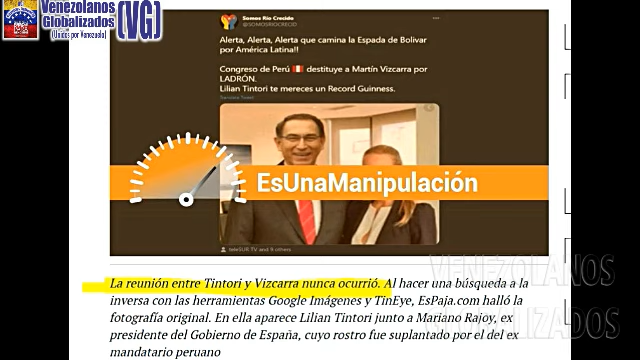 Venezolanos
Globalizados
(Unidos por Venezuela)
(VG)
Somos Río Crecido
@SOMOSRIOCRECIO
Alerta, Alerta, Alerta que camina la Espada de Bolivar
por América Latina!!
Congreso de Perú destituye a Martín Vizcarra por
LADRÓN.
Lilian Tintori te mereces un Record Guinness.
Translate Tweet
EsUnaManipulación
teleSUR TV and 9 others
La reunión entre Tintori y Vizcarra nunca ocurrió. Al hacer una búsqueda a la
inversa con las herramientas Google Imágenes y TinEye, EsPaja.com halló la
fotografía original. En ella aparece Lilian Tintori junto a Mariano Rajoy, ex
presidente del Gobierno de España, cuyo rostro fue suplantado por el del ex
mandatario peruano
VENEZOLANOS
GLOBALIZADOS